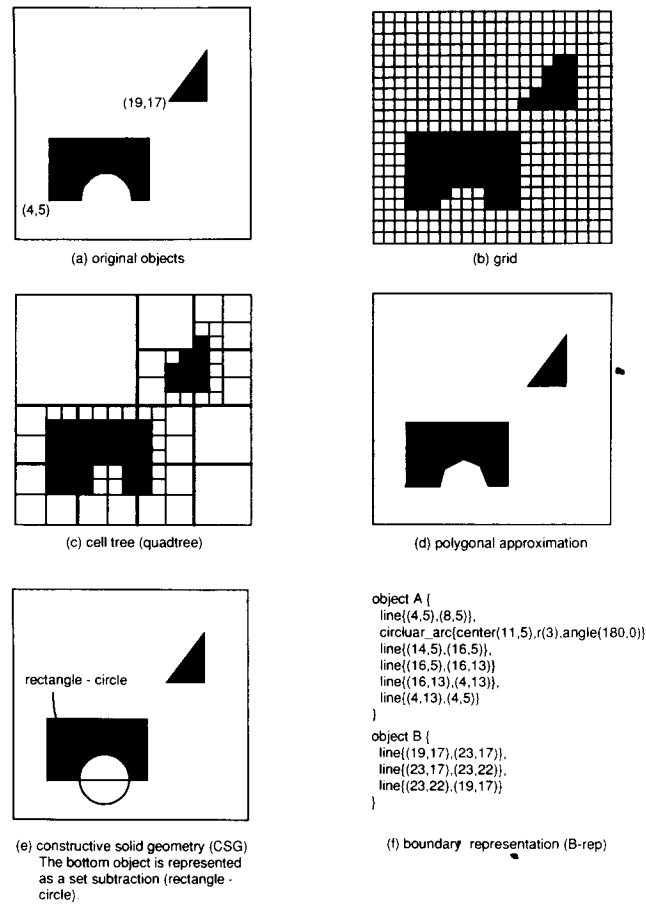 (19,17)
(4,5)
(a) original objects
(b) grid
(c) cell tree (quadtree)
(d) polygonal approximation
rectangle - circle
(e) constructive solid geometry (CSG)
The bottom object is represented
as a set subtraction (rectangle -
circle).
object A {
line{(4,5),(8,5)},
circluar_arc{center(11,5),r(3),angle(180,0)}
line{(14,5),(16,5)},
line{(16,5),(16,13)}
line{(16,13),(4,13)},
line{(4,13),(4,5)}
}
object B {
line{(19,17),(23,17)},
line{(23,17),(23,22)},
line{(23,22),(19,17)}
}
(f) boundary representation (B-rep)